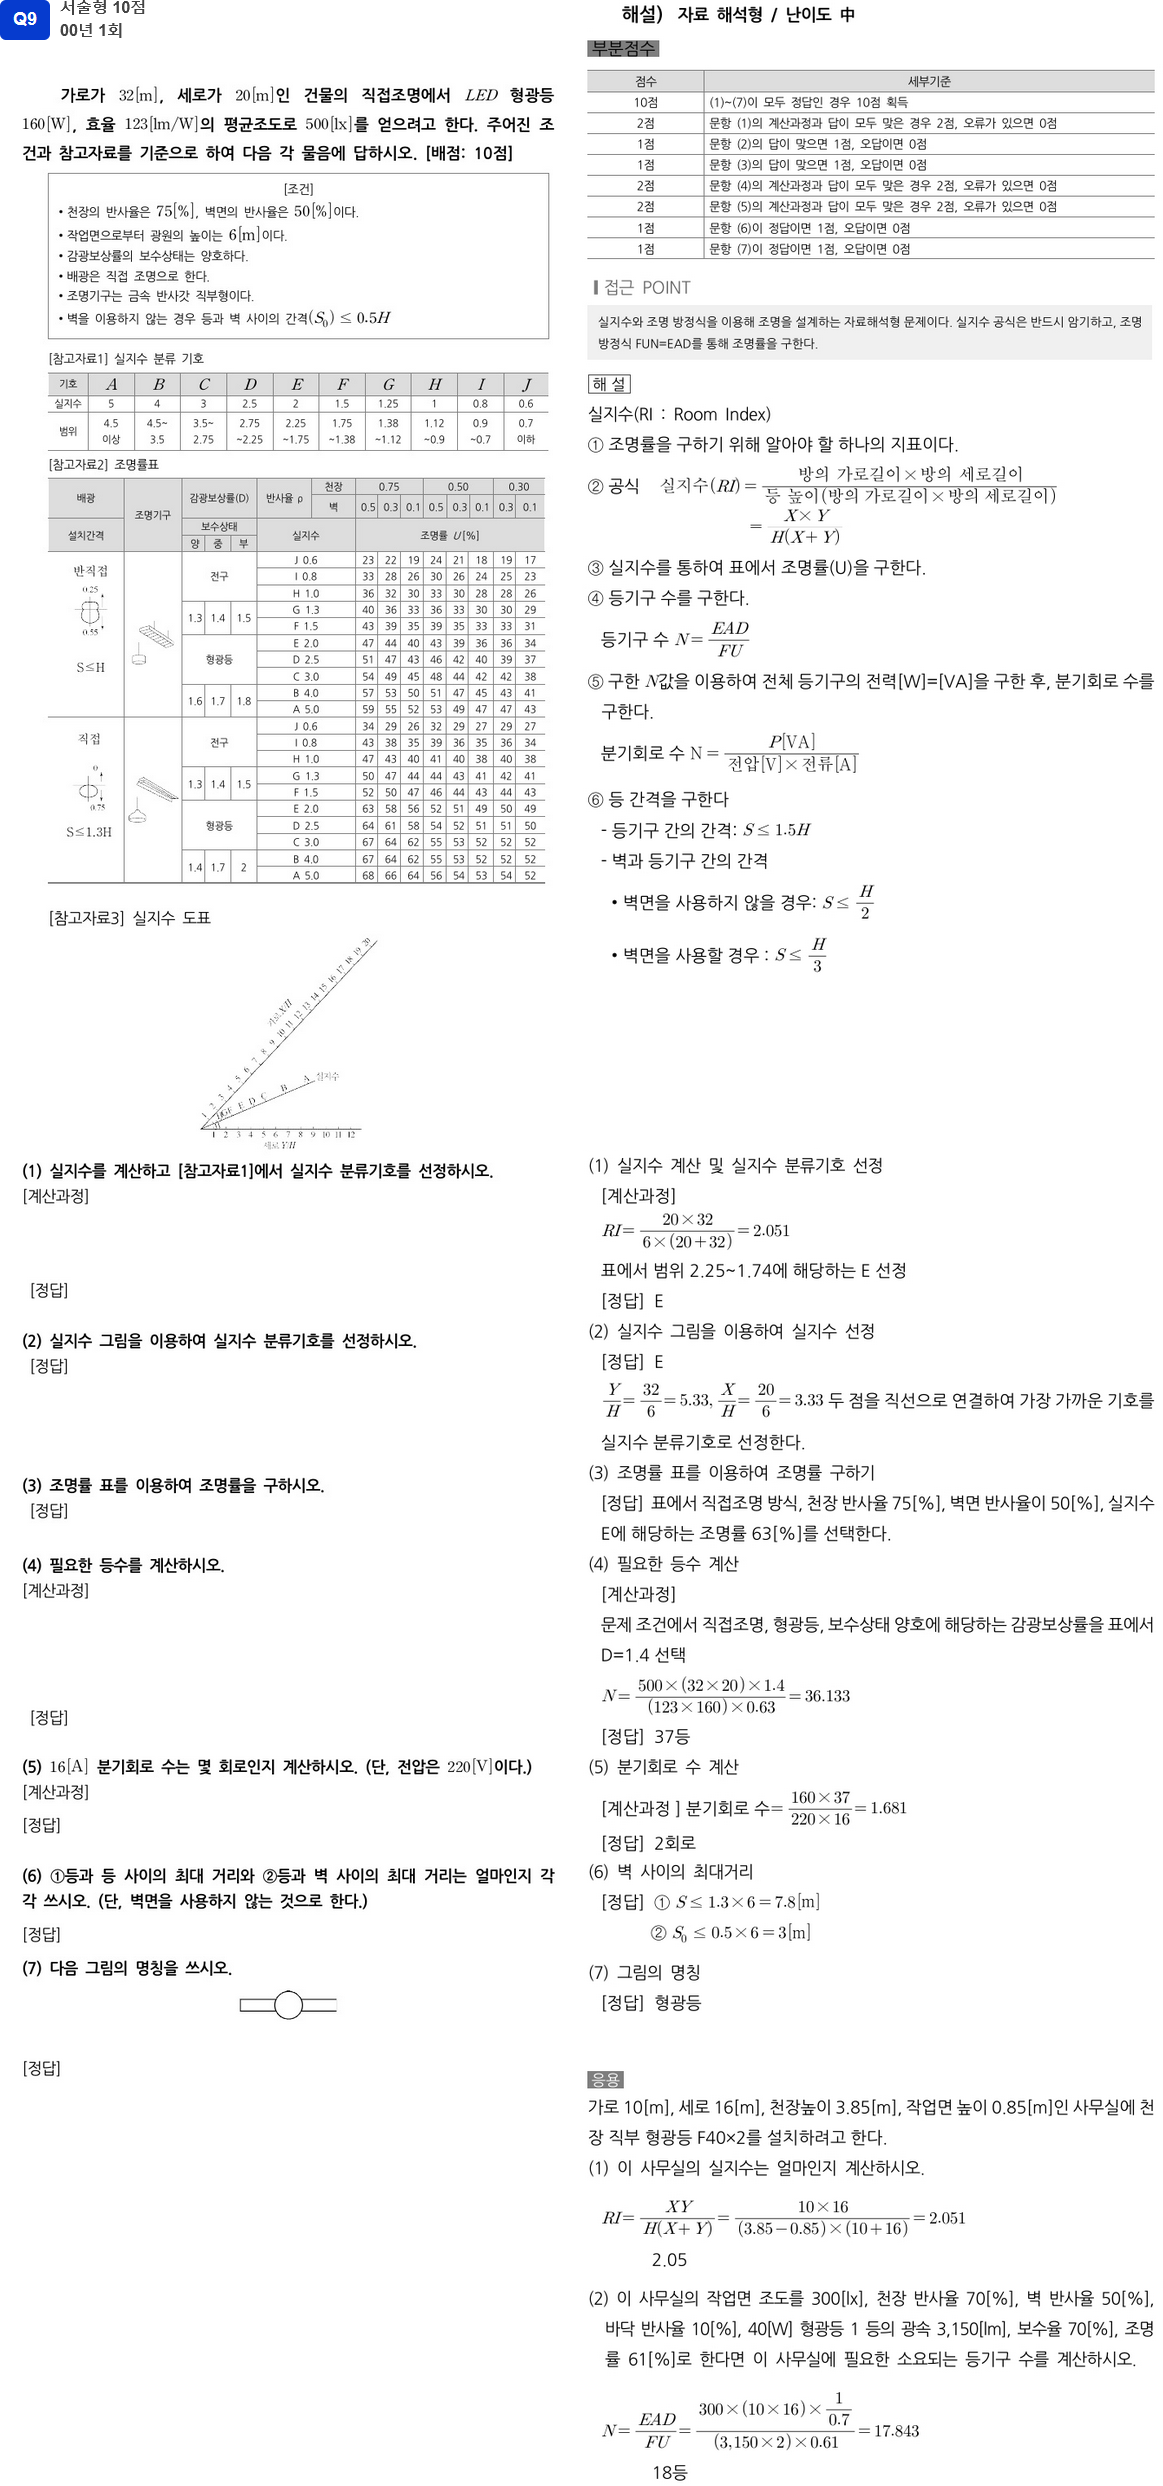 Q9
서술형 10점
00년 1회
가로가 32[m], 세로가 20[m]인 건물의 직접조명에서 LED 형광등
160[W], 효율 123[lm/W]의 평균조도로 500[lx]를 얻으려고 한다. 주어진 조
건과 참고자료를 기준으로 하여 다음 각 물음에 답하시오. [배점: 10점]
[조건]
• 천장의 반사율은 75[%], 벽면의 반사율은 50[%]이다.
• 작업면으로부터 광원의 높이는 6[m]이다.
• 감광보상률의 보수상태는 양호하다.
• 배광은 직접 조명으로 한다.
• 조명기구는 금속 반사갓 직부형이다.
• 벽을 이용하지 않는 경우 등과 벽 사이의 간격(S₀) ≤ 0.5H
[참고자료1] 실지수 분류 기호
기호 A B C D E F G H I J
실지수 5 4 3 2.5 2 1.5 1.25 1 0.8 0.6
범위 4.5 이상 4.5~3.5 3.5~2.75 2.75~2.25 2.25~1.75 1.75~1.38 1.38~1.12 1.12~0.9 0.9~0.7 0.7 이하
[참고자료2] 조명률표
배광 조명기구 감광보상률(D) 반사율 ρ 천장 0.75 0.50 0.30
벽 0.5 0.3 0.1 0.5 0.3 0.1 0.3 0.1
설치간격 보수상태 실지수 조명률 U[%]
양 중 부
반직접
0.25
0.55
S≤H
전구
1.3 1.4 1.5
형광등
1.6 1.7 1.8
J 0.6 23 22 19 24 21 18 19 17
I 0.8 33 28 26 30 26 24 25 23
H 1.0 36 32 30 33 30 28 28 26
G 1.3 40 36 33 36 33 30 30 29
F 1.5 43 39 35 39 35 33 33 31
E 2.0 47 44 40 43 39 36 36 34
D 2.5 51 47 43 46 42 40 39 37
C 3.0 54 49 45 48 44 42 42 38
B 4.0 57 53 50 51 47 45 43 41
A 5.0 59 55 52 53 49 47 47 43
직접
0
0.75
S≤1.3H
전구
1.3 1.4 1.5
형광등
1.4 1.7 2
J 0.6 34 29 26 32 29 27 29 27
I 0.8 43 38 35 39 36 35 36 34
H 1.0 47 43 40 41 40 38 40 38
G 1.3 50 47 44 44 43 41 42 41
F 1.5 52 50 47 46 44 43 44 43
E 2.0 63 58 56 52 51 49 50 49
D 2.5 64 61 58 54 52 51 51 50
C 3.0 67 64 62 55 53 52 52 52
B 4.0 67 64 62 55 53 52 52 52
A 5.0 68 66 64 56 54 53 54 52
[참고자료3] 실지수 도표
가로X/H
1 2 3 4 5 6 7 8 9 10 11 12 13 14 15 16 17 18 19 20
E D C B A 실지수
1 2 3 4 5 6 7 8 9 10 11 12
세로Y/H
(1) 실지수를 계산하고 [참고자료1]에서 실지수 분류기호를 선정하시오.
[계산과정]
[정답]
(2) 실지수 그림을 이용하여 실지수 분류기호를 선정하시오.
[정답]
(3) 조명률 표를 이용하여 조명률을 구하시오.
[정답]
(4) 필요한 등수를 계산하시오.
[계산과정]
[정답]
(5) 16[A] 분기회로 수는 몇 회로인지 계산하시오. (단, 전압은 220[V]이다.)
[계산과정]
[정답]
(6) ①등과 등 사이의 최대 거리와 ②등과 벽 사이의 최대 거리는 얼마인지 각
각 쓰시오. (단, 벽면을 사용하지 않는 것으로 한다.)
[정답]
(7) 다음 그림의 명칭을 쓰시오.
[정답]
해설) 자료 해석형 / 난이도 中
부분점수
점수 세부기준
10점 (1)~(7)이 모두 정답인 경우 10점 획득
2점 문항 (1)의 계산과정과 답이 모두 맞은 경우 2점, 오류가 있으면 0점
1점 문항 (2)의 답이 맞으면 1점, 오답이면 0점
1점 문항 (3)의 답이 맞으면 1점, 오답이면 0점
2점 문항 (4)의 계산과정과 답이 모두 맞은 경우 2점, 오류가 있으면 0점
2점 문항 (5)의 계산과정과 답이 모두 맞은 경우 2점, 오류가 있으면 0점
1점 문항 (6)이 정답이면 1점, 오답이면 0점
1점 문항 (7)이 정답이면 1점, 오답이면 0점
접근 POINT
실지수와 조명 방정식을 이용해 조명을 설계하는 자료해석형 문제이다. 실지수 공식은 반드시 암기하고, 조명
방정식 FUN=EAD를 통해 조명률을 구한다.
해 설
실지수(RI : Room Index)
① 조명률을 구하기 위해 알아야 할 하나의 지표이다.
② 공식 실지수(RI) = 방의 가로길이×방의 세로길이 / 등 높이(방의 가로길이×방의 세로길이)
= X×Y / H(X+Y)
③ 실지수를 통하여 표에서 조명률(U)을 구한다.
④ 등기구 수를 구한다.
등기구 수 N = EAD / FU
⑤ 구한 N값을 이용하여 전체 등기구의 전력[W]=[VA]을 구한 후, 분기회로 수를
구한다.
분기회로 수 N = P[VA] / 전압[V]×전류[A]
⑥ 등 간격을 구한다
- 등기구 간의 간격: S ≤ 1.5H
- 벽과 등기구 간의 간격
• 벽면을 사용하지 않을 경우: S ≤ H/2
• 벽면을 사용할 경우 : S ≤ H/3
(1) 실지수 계산 및 실지수 분류기호 선정
[계산과정]
RI = 20×32 / 6×(20+32) = 2.051
표에서 범위 2.25~1.74에 해당하는 E 선정
[정답] E
(2) 실지수 그림을 이용하여 실지수 선정
[정답] E
Y/H = 32/6 = 5.33, X/H = 20/6 = 3.33 두 점을 직선으로 연결하여 가장 가까운 기호를
실지수 분류기호로 선정한다.
(3) 조명률 표를 이용하여 조명률 구하기
[정답] 표에서 직접조명 방식, 천장 반사율 75[%], 벽면 반사율이 50[%], 실지수
E에 해당하는 조명률 63[%]를 선택한다.
(4) 필요한 등수 계산
[계산과정]
문제 조건에서 직접조명, 형광등, 보수상태 양호에 해당하는 감광보상률을 표에서
D=1.4 선택
N = 500×(32×20)×1.4 / (123×160)×0.63 = 36.133
[정답] 37등
(5) 분기회로 수 계산
[계산과정 ] 분기회로 수 = 160×37 / 220×16 = 1.681
[정답] 2회로
(6) 벽 사이의 최대거리
[정답] ① S ≤ 1.3×6 = 7.8[m]
② S₀ ≤ 0.5×6 = 3[m]
(7) 그림의 명칭
[정답] 형광등
응용
가로 10[m], 세로 16[m], 천장높이 3.85[m], 작업면 높이 0.85[m]인 사무실에 천
장 직부 형광등 F40×2를 설치하려고 한다.
(1) 이 사무실의 실지수는 얼마인지 계산하시오.
RI = XY / H(X+Y) = 10×16 / (3.85−0.85)×(10+16) = 2.051
2.05
(2) 이 사무실의 작업면 조도를 300[lx], 천장 반사율 70[%], 벽 반사율 50[%],
바닥 반사율 10[%], 40[W] 형광등 1 등의 광속 3,150[lm], 보수율 70[%], 조명
률 61[%]로 한다면 이 사무실에 필요한 소요되는 등기구 수를 계산하시오.
N = EAD / FU = 300×(10×16)×1/0.7 / (3,150×2)×0.61 = 17.843
18등